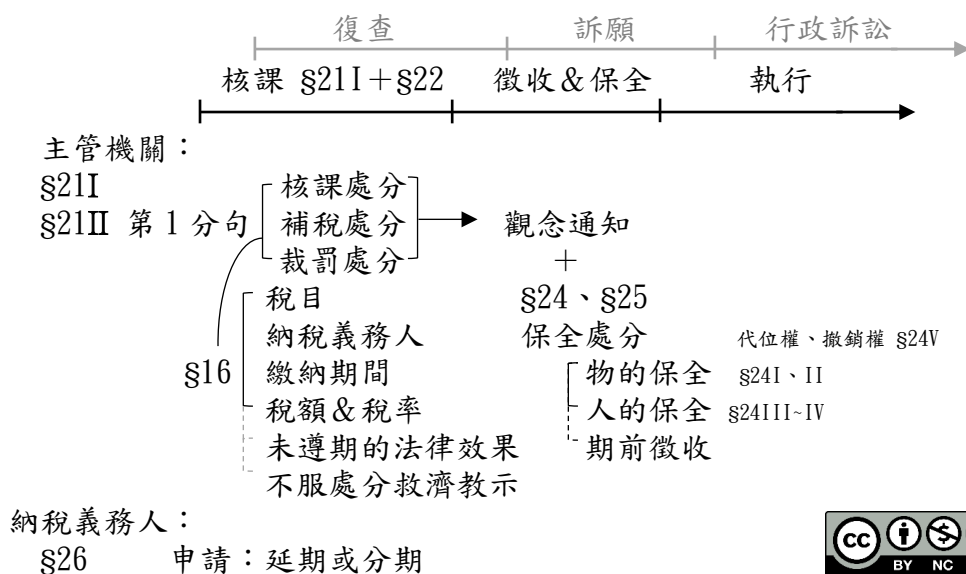 復查 訴願 行政訴訟
核課 §21I＋§22 徵收＆保全 執行
主管機關：
§21I
§21II 第 1 分句
核課處分
補稅處分 觀念通知
裁罰處分 ＋
稅目 §24、§25
納稅義務人 保全處分 代位權、撤銷權 §24V
§16 繳納期間 物的保全 §24I、II
稅額＆稅率 人的保全 §24III~IV
未遵期的法律效果 期前徵收
不服處分救濟教示
納稅義務人：
§26 申請：延期或分期
cc BY NC